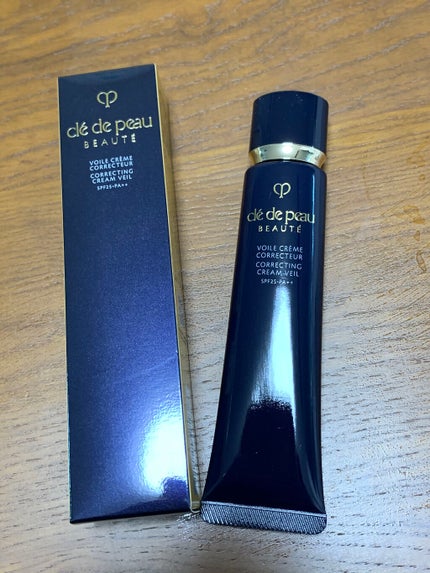 clé de peau
BEAUTÉ
VOILE CRÈME
CORRECTEUR
CORRECTING
CREAM VEIL
SPF25•PA++
clé de peau
BEAUTÉ
VOILE CRÈME
CORRECTEUR
CORRECTING
CREAM VEIL
SPF25•PA++